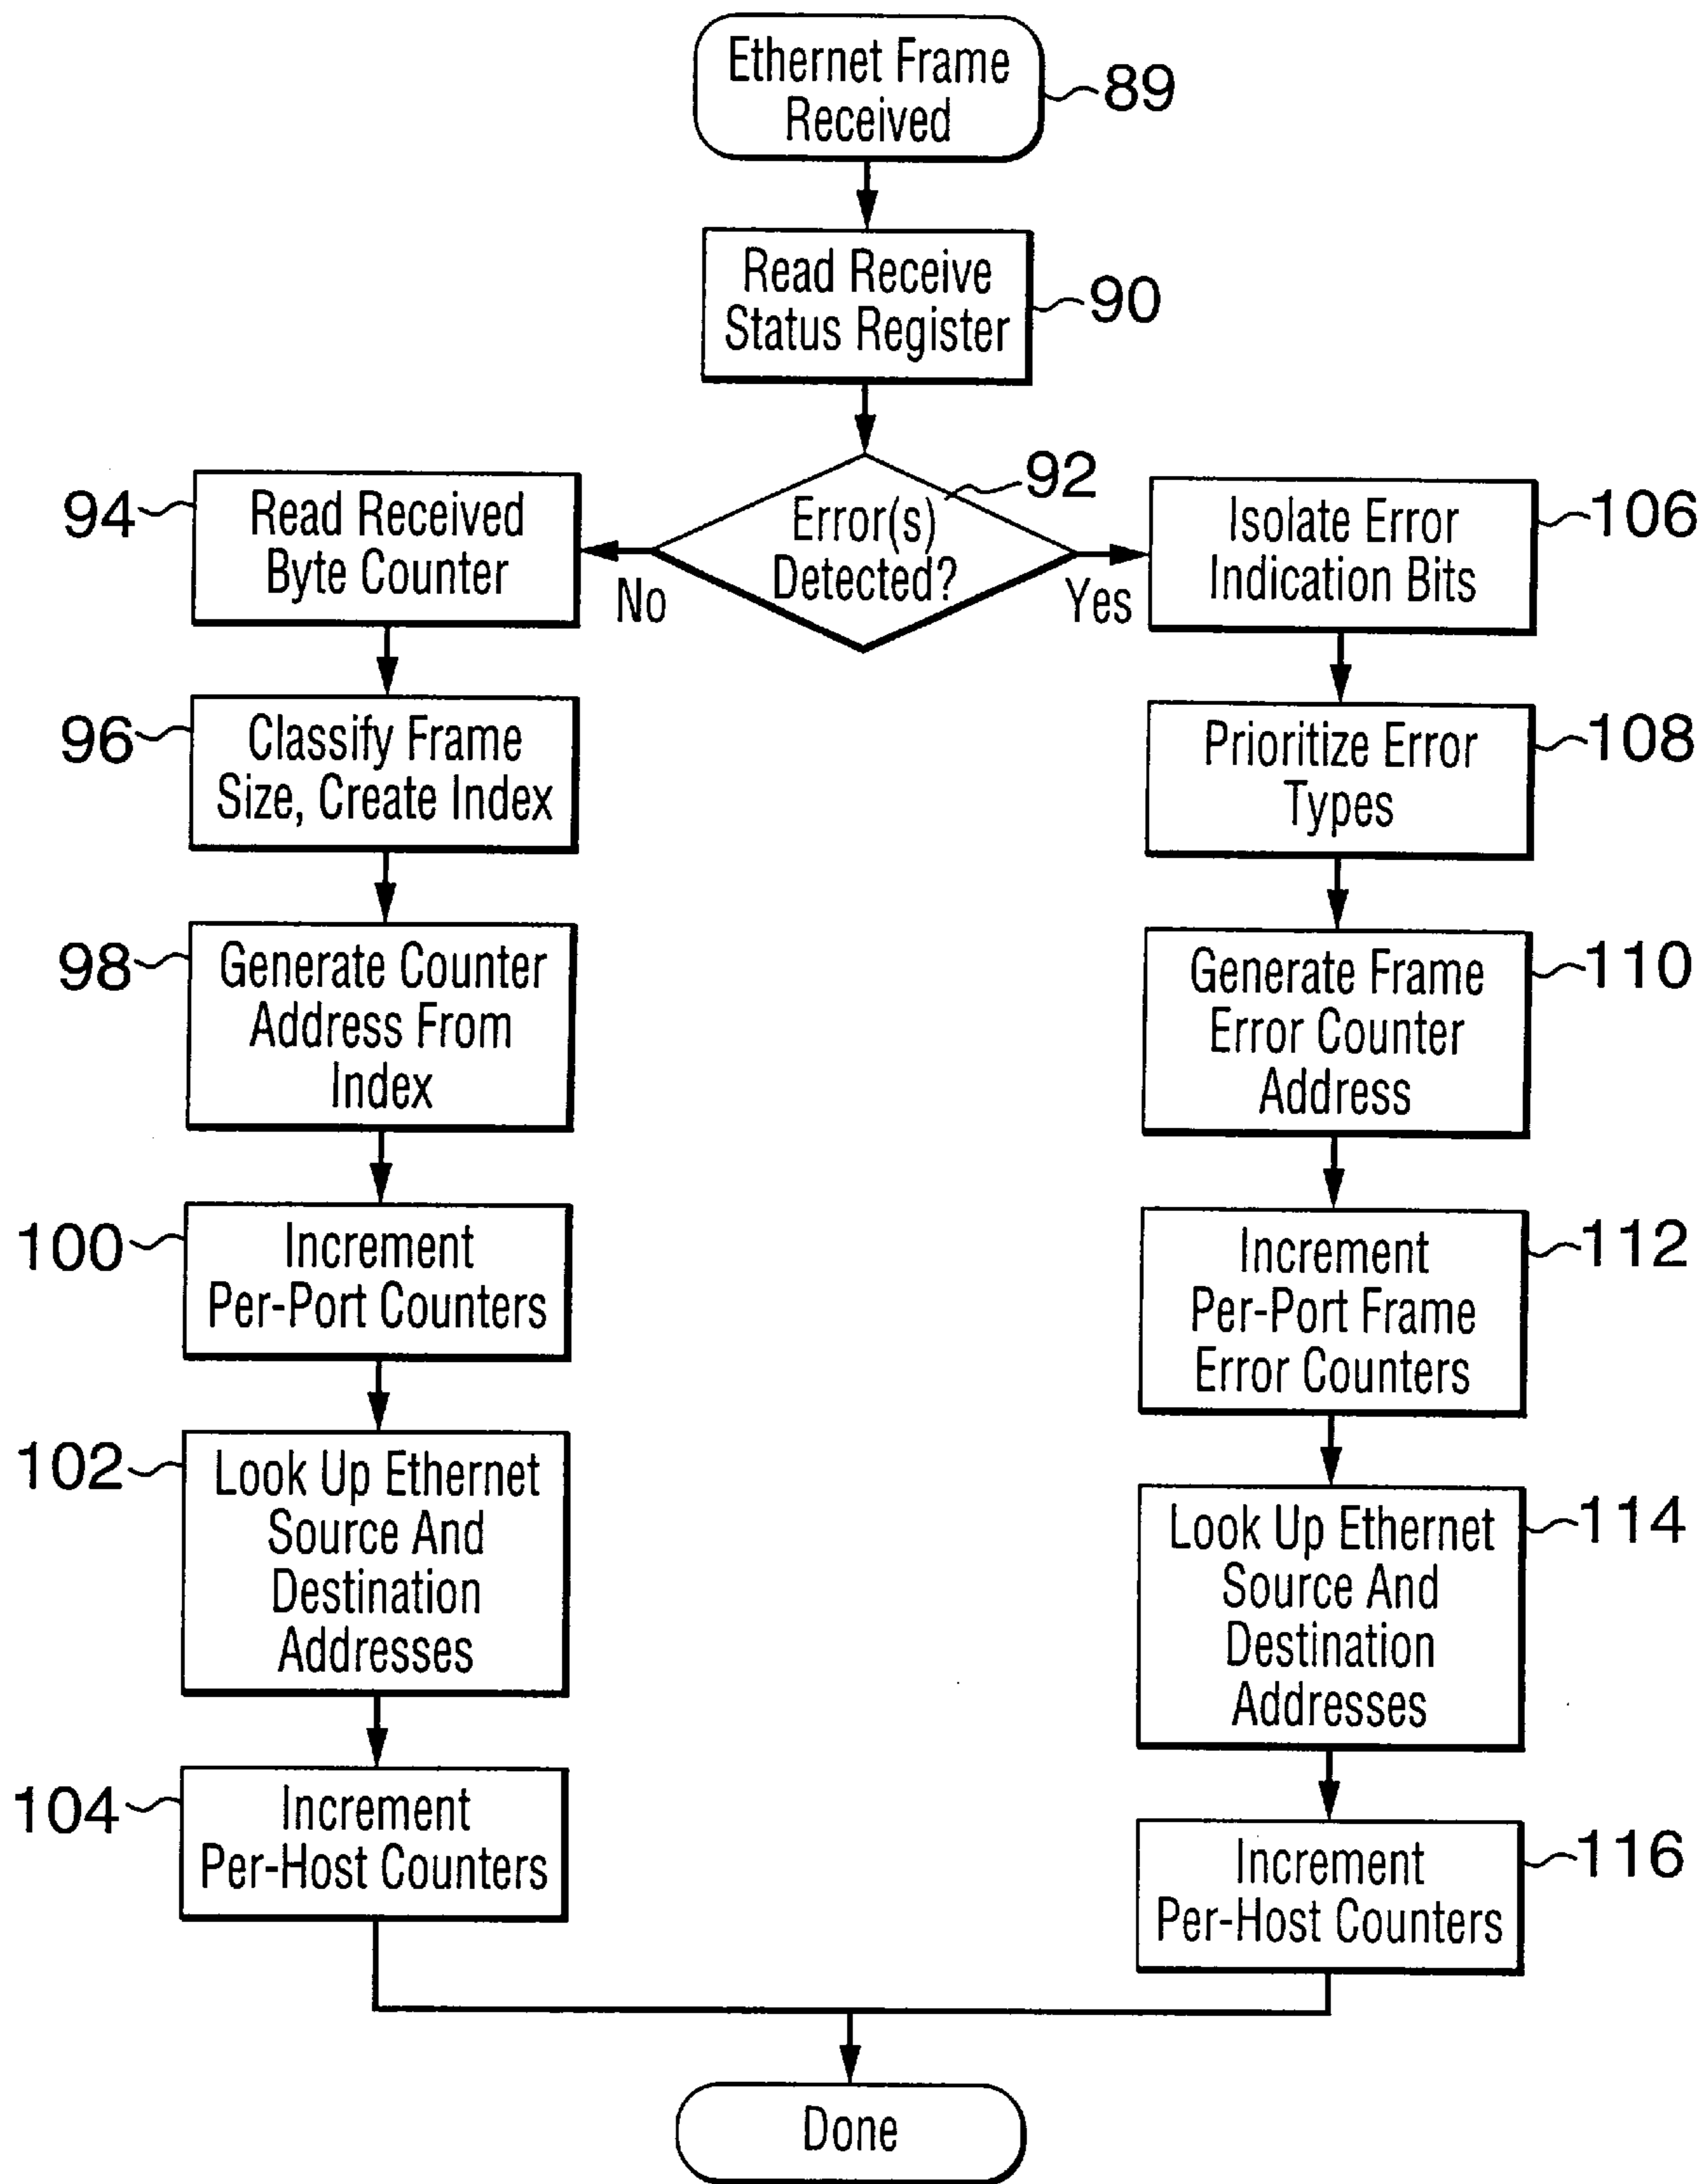 Ethernet Frame
Received
89
Read Receive
Status Register
90
Error(s)
Detected?
92
No
Yes
94
Read Received
Byte Counter
96
Classify Frame
Size, Create Index
98
Generate Counter
Address From
Index
100
Increment
Per-Port Counters
102
Look Up Ethernet
Source And
Destination
Addresses
104
Increment
Per-Host Counters
Isolate Error
Indication Bits
106
Prioritize Error
Types
108
Generate Frame
Error Counter
Address
110
Increment
Per-Port Frame
Error Counters
112
Look Up Ethernet
Source And
Destination
Addresses
114
Increment
Per-Host Counters
116
Done